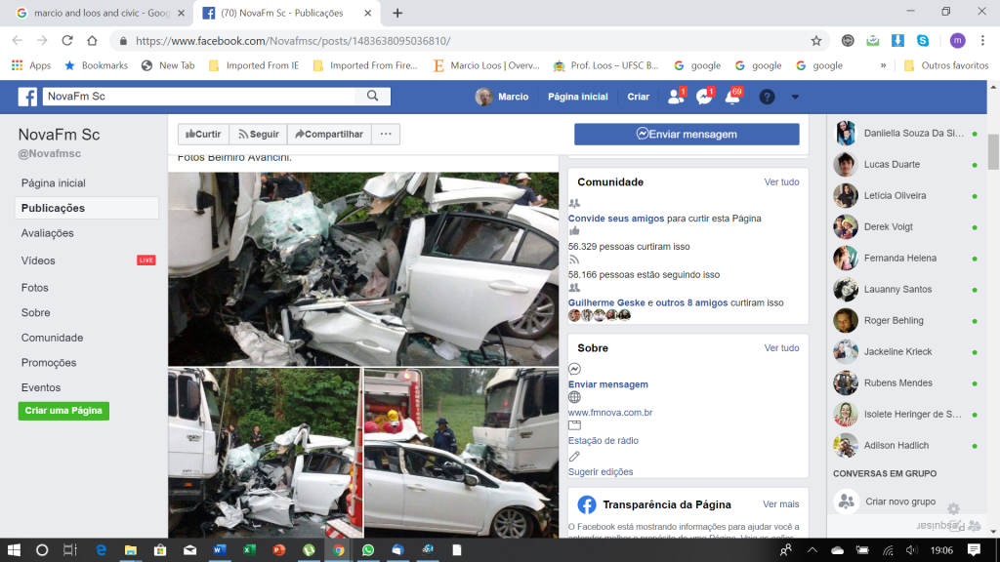 marcio and loos and civic - Goog
(70) NovaFm Sc - Publicações
https://www.facebook.com/Novafmsc/posts/1483638095036810/
m
Apps
Bookmarks
New Tab
Imported From IE
Imported From Fire...
Marcio Loos | Overv...
Prof. Loos – UFSC B...
google
google
google
»
Outros favoritos
NovaFm Sc
Marcio
Página inicial
Criar
1
1
69
NovaFm Sc
@Novafmsc
Página inicial
Publicações
Avaliações
Vídeos
LIVE
Fotos
Sobre
Comunidade
Promoções
Eventos
Criar uma Página
Curtir
Seguir
Compartilhar
Enviar mensagem
Fotos Belmiro Avancini.
Comunidade
Ver tudo
Convide seus amigos para curtir esta Página
56.329 pessoas curtiram isso
58.166 pessoas estão seguindo isso
Guilherme Geske e outros 8 amigos curtiram isso
Sobre
Ver tudo
Enviar mensagem
www.fmnova.com.br
Estação de rádio
Sugerir edições
Transparência da Página
Ver mais
O Facebook está mostrando informações para ajudar você a
Daniiella Souza Da Si...
Lucas Duarte
Letícia Oliveira
Derek Voigt
Fernanda Helena
Lauanny Santos
Roger Behling
Jackeline Krieck
Rubens Mendes
Isolete Heringer de S...
Adilson Hadlich
CONVERSAS EM GRUPO
Criar novo grupo
19:06